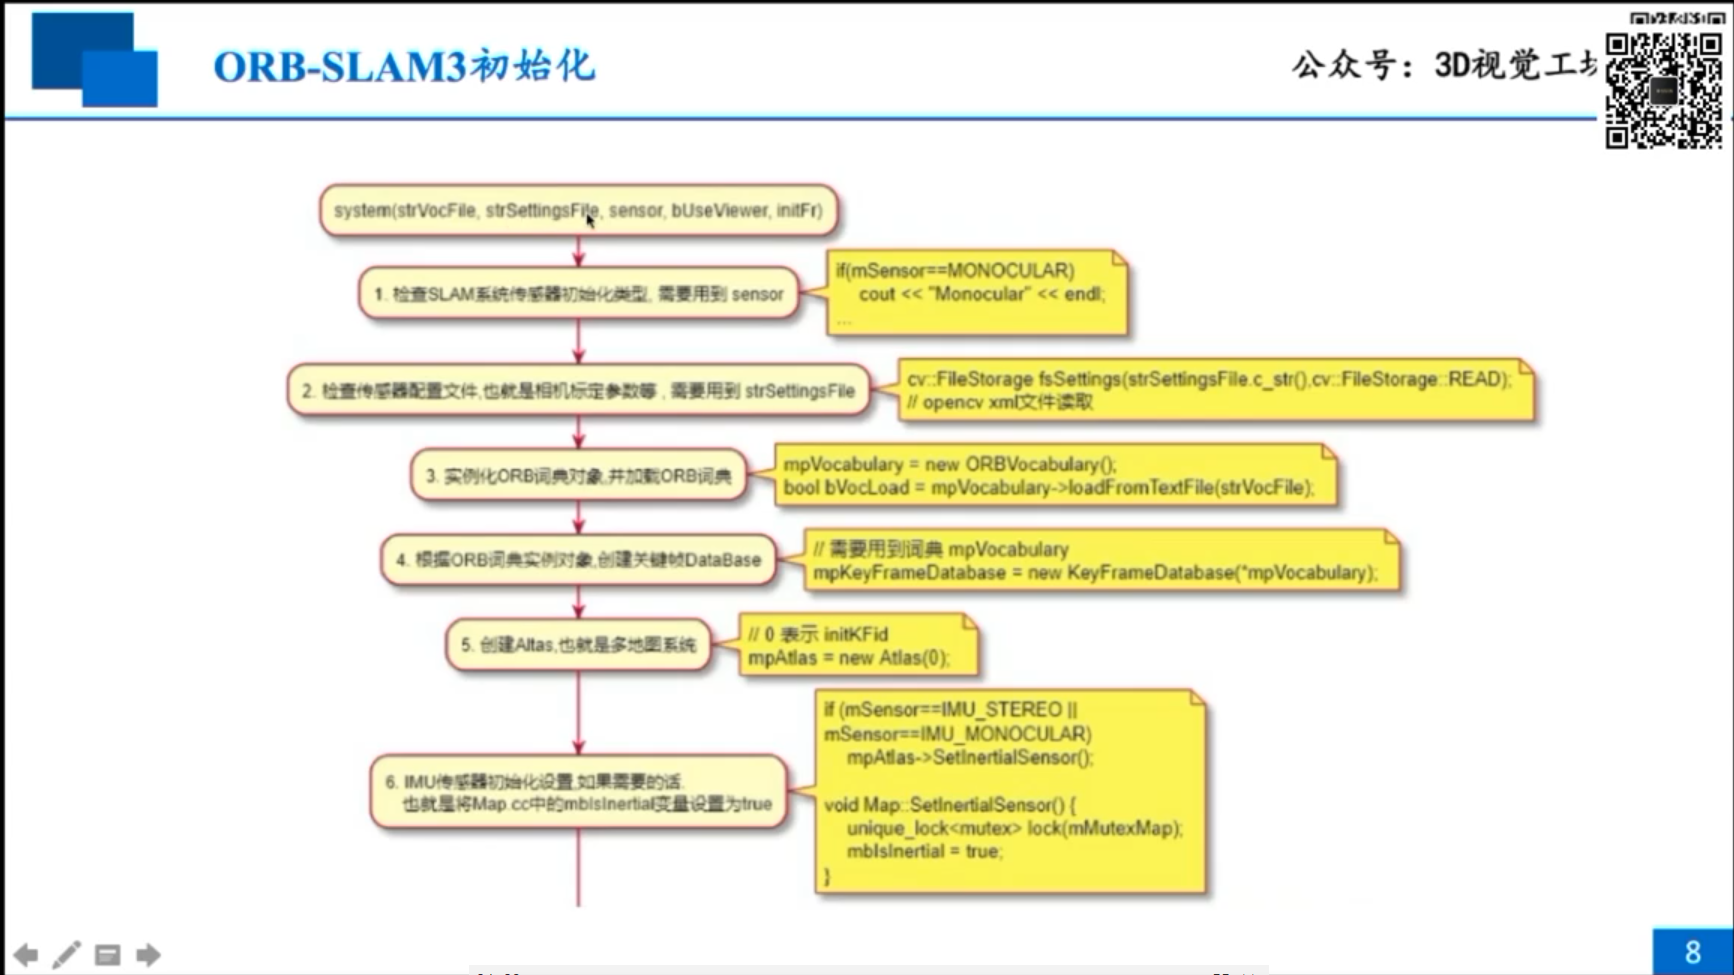 ORB-SLAM3初始化
公众号：3D视觉工坊
system(strVocFile, strSettingsFile, sensor, bUseViewer, initFr)
1. 检查SLAM系统传感器初始化类型, 需要用到 sensor
if(mSensor==MONOCULAR)
cout << "Monocular" << endl;
...
2. 检查传感器配置文件,也就是相机标定参数等 , 需要用到 strSettingsFile
cv::FileStorage fsSettings(strSettingsFile.c_str(),cv::FileStorage::READ);
// opencv xml文件读取
3. 实例化ORB词典对象,并加载ORB词典
mpVocabulary = new ORBVocabulary();
bool bVocLoad = mpVocabulary->loadFromTextFile(strVocFile);
4. 根据ORB词典实例对象,创建关键帧DataBase
// 需要用到词典 mpVocabulary
mpKeyFrameDatabase = new KeyFrameDatabase(*mpVocabulary);
5. 创建Altas,也就是多地图系统
// 0 表示 initKFid
mpAtlas = new Atlas(0);
6. IMU传感器初始化设置,如果需要的话.
也就是将Map.cc中的mbIsInertial变量设置为true
if (mSensor==IMU_STEREO ||
mSensor==IMU_MONOCULAR)
mpAtlas->SetInertialSensor();
void Map::SetInertialSensor() {
unique_lock<mutex> lock(mMutexMap);
mbIsInertial = true;
}
8